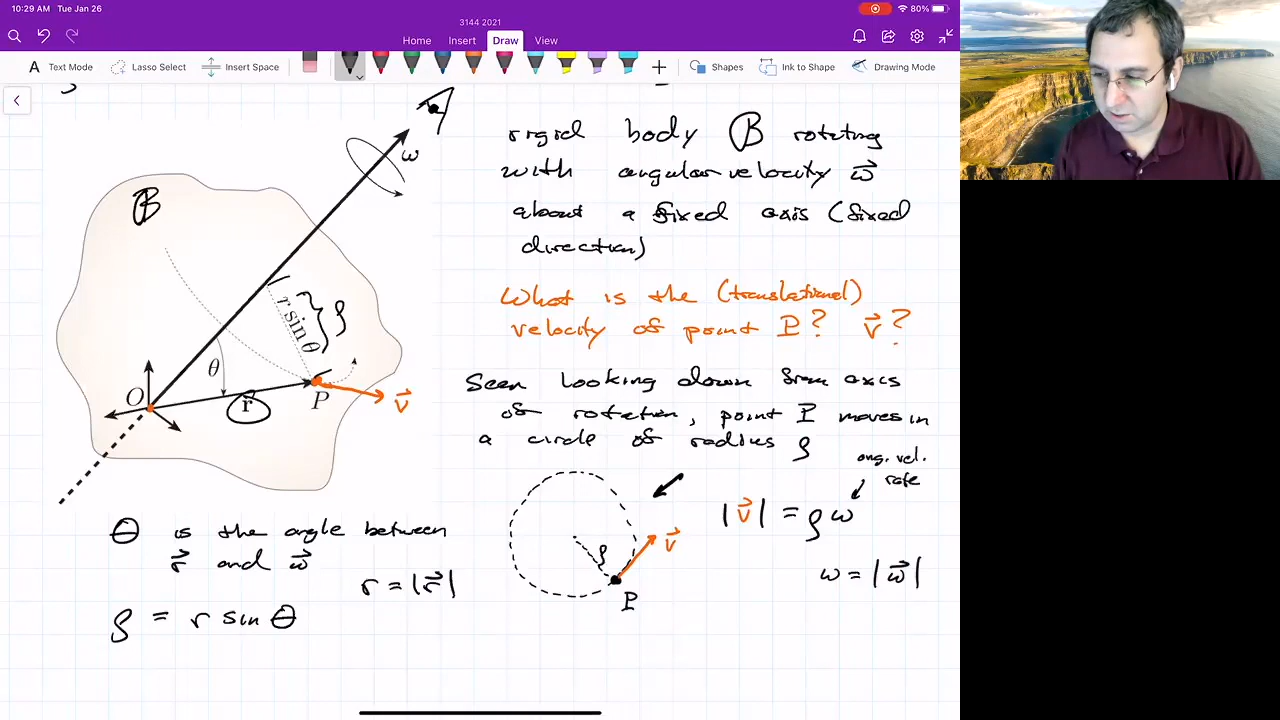 10:29 AM Tue Jan 26
80%
3144 2021
Home Insert Draw View
Text Mode Lasso Select Insert Space Shapes Ink to Shape Drawing Mode
ω
B
r sin θ } ρ
θ
O
r
P
v⃗
rigid body B rotating
with angular velocity ω⃗
about a fixed axis (fixed
direction)
What is the (translational)
velocity of point P? v⃗?
Seen looking down from axis
of rotation, point P moves in
a circle of radius ρ
ang. vel.
rate
|v⃗| = ρω
ω = |ω⃗|
ρ
v⃗
P
θ is the angle between
r⃗ and ω⃗
r = |r⃗|
ρ = r sin θ